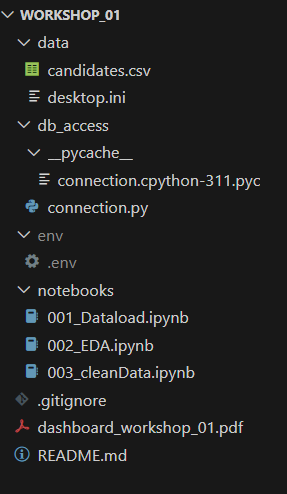 WORKSHOP_01
data
candidates.csv
desktop.ini
db_access
__pycache__
connection.cpython-311.pyc
connection.py
env
.env
notebooks
001_Dataload.ipynb
002_EDA.ipynb
003_cleanData.ipynb
.gitignore
dashboard_workshop_01.pdf
README.md